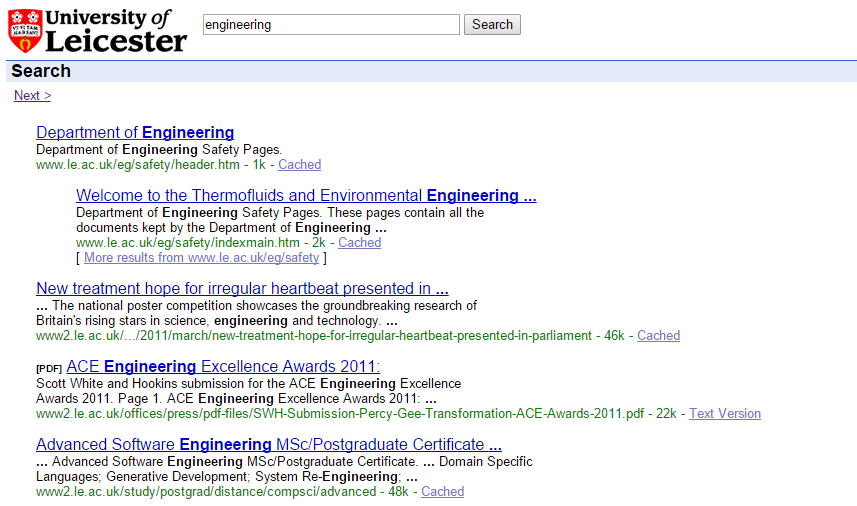 University of
Leicester
engineering
Search
Search
Next >
Department of Engineering
Department of Engineering Safety Pages.
www.le.ac.uk/eg/safety/header.htm - 1k - Cached
Welcome to the Thermofluids and Environmental Engineering ...
Department of Engineering Safety Pages. These pages contain all the
documents kept by the Department of Engineering ...
www.le.ac.uk/eg/safety/indexmain.htm - 2k - Cached
[ More results from www.le.ac.uk/eg/safety ]
New treatment hope for irregular heartbeat presented in ...
... The national poster competition showcases the groundbreaking research of
Britain's rising stars in science, engineering and technology. ...
www2.le.ac.uk/.../2011/march/new-treatment-hope-for-irregular-heartbeat-presented-in-parliament - 46k - Cached
[PDF] ACE Engineering Excellence Awards 2011:
Scott White and Hookins submission for the ACE Engineering Excellence
Awards 2011. Page 1. ACE Engineering Excellence Awards 2011: ...
www2.le.ac.uk/offices/press/pdf-files/SWH-Submission-Percy-Gee-Transformation-ACE-Awards-2011.pdf - 22k - Text Version
Advanced Software Engineering MSc/Postgraduate Certificate ...
... Advanced Software Engineering MSc/Postgraduate Certificate. ... Domain Specific
Languages; Generative Development; System Re-Engineering; ...
www2.le.ac.uk/study/postgrad/distance/compsci/advanced - 48k - Cached